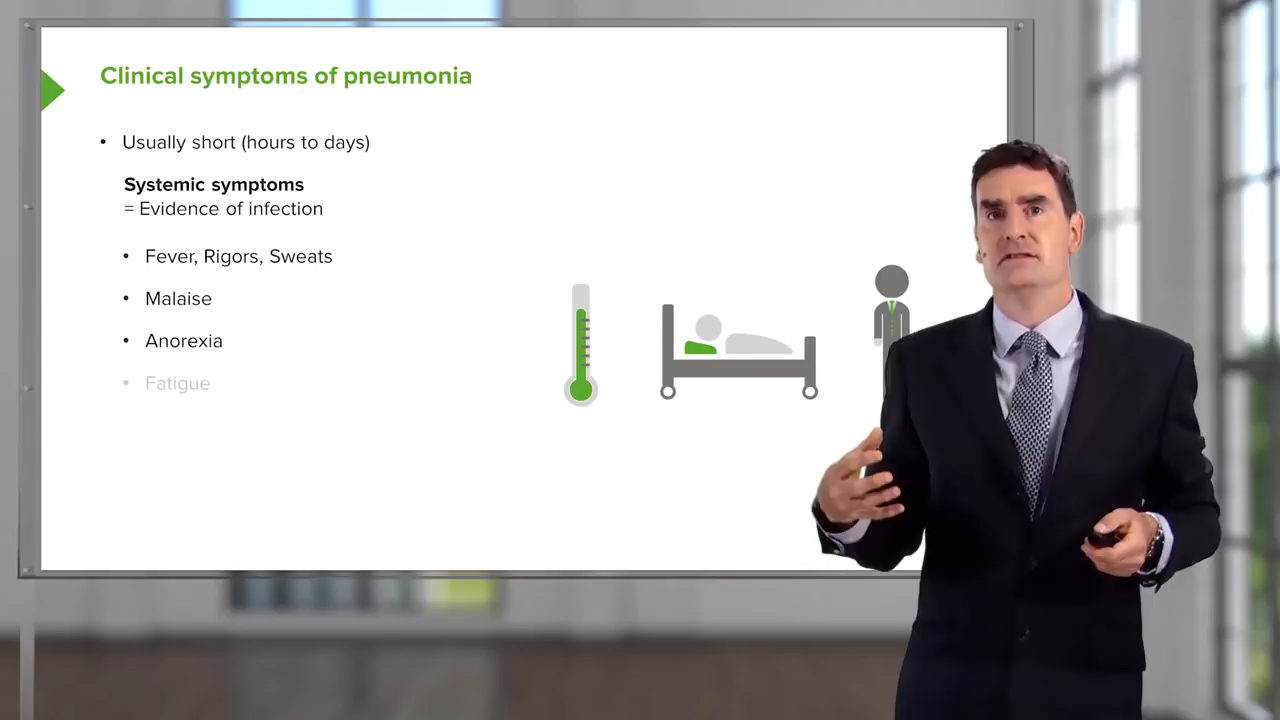 Clinical symptoms of pneumonia
• Usually short (hours to days)
Systemic symptoms
= Evidence of infection
• Fever, Rigors, Sweats
• Malaise
• Anorexia
• Fatigue